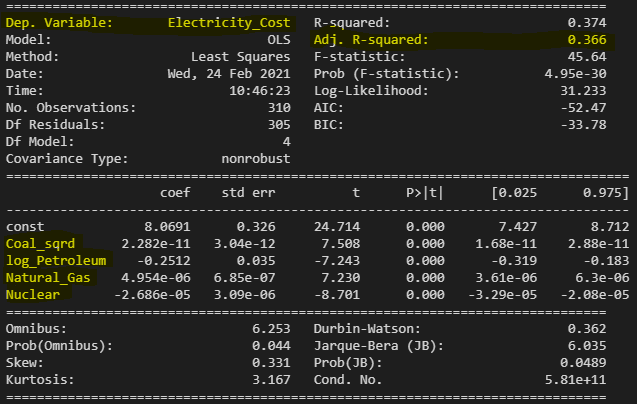 Dep. Variable: Electricity_Cost R-squared: 0.374
Model: OLS Adj. R-squared: 0.366
Method: Least Squares F-statistic: 45.64
Date: Wed, 24 Feb 2021 Prob (F-statistic): 4.95e-30
Time: 10:46:23 Log-Likelihood: 31.233
No. Observations: 310 AIC: -52.47
Df Residuals: 305 BIC: -33.78
Df Model: 4
Covariance Type: nonrobust
coef std err t P>|t| [0.025 0.975]
const 8.0691 0.326 24.714 0.000 7.427 8.712
Coal_sqrd 2.282e-11 3.04e-12 7.508 0.000 1.68e-11 2.88e-11
log_Petroleum -0.2512 0.035 -7.243 0.000 -0.319 -0.183
Natural_Gas 4.954e-06 6.85e-07 7.230 0.000 3.61e-06 6.3e-06
Nuclear -2.686e-05 3.09e-06 -8.701 0.000 -3.29e-05 -2.08e-05
Omnibus: 6.253 Durbin-Watson: 0.362
Prob(Omnibus): 0.044 Jarque-Bera (JB): 6.035
Skew: 0.331 Prob(JB): 0.0489
Kurtosis: 3.167 Cond. No. 5.81e+11